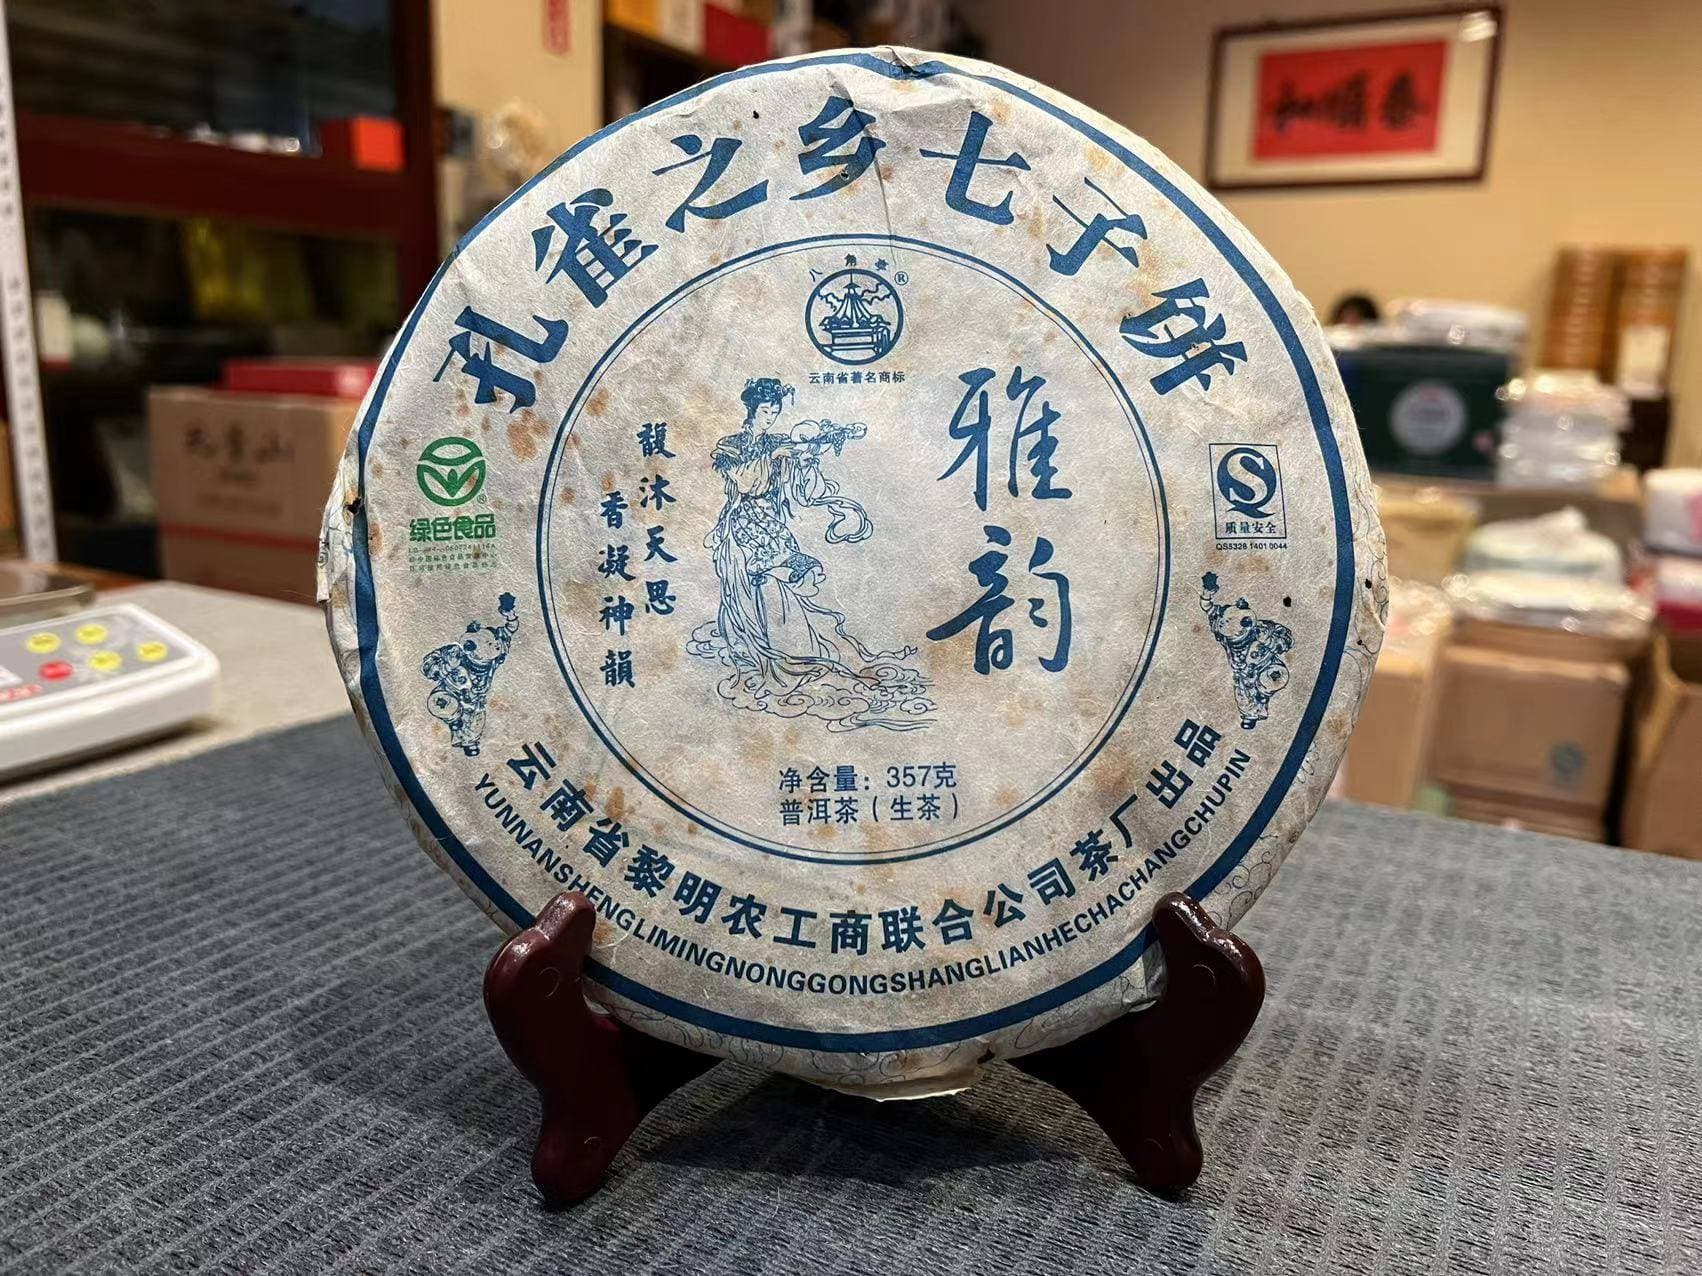 孔雀之乡七子饼
八角亭®
云南省著名商标
雅韵
馥沐天思
香凝神韻
绿色食品
质量安全
QS5328 1401 0044
净含量：357克
普洱茶（生茶）
云南省黎明农工商联合公司茶厂出品
YUNNANSHENGLIMINGNONGGONGSHANGLIANHECHACHANGCHUPIN